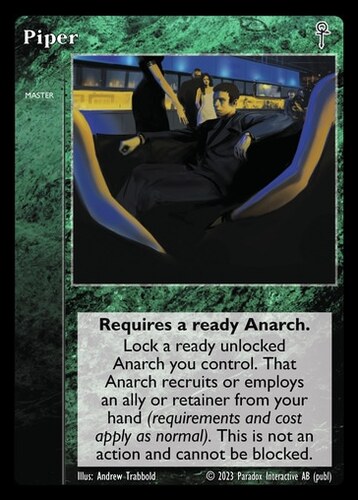 Piper
MASTER
Requires a ready Anarch.
Lock a ready unlocked
Anarch you control. That
Anarch recruits or employs
an ally or retainer from your
hand (requirements and cost
apply as normal). This is not an
action and cannot be blocked.
Illus: Andrew Trabbold © 2023 Paradox Interactive AB (publ)